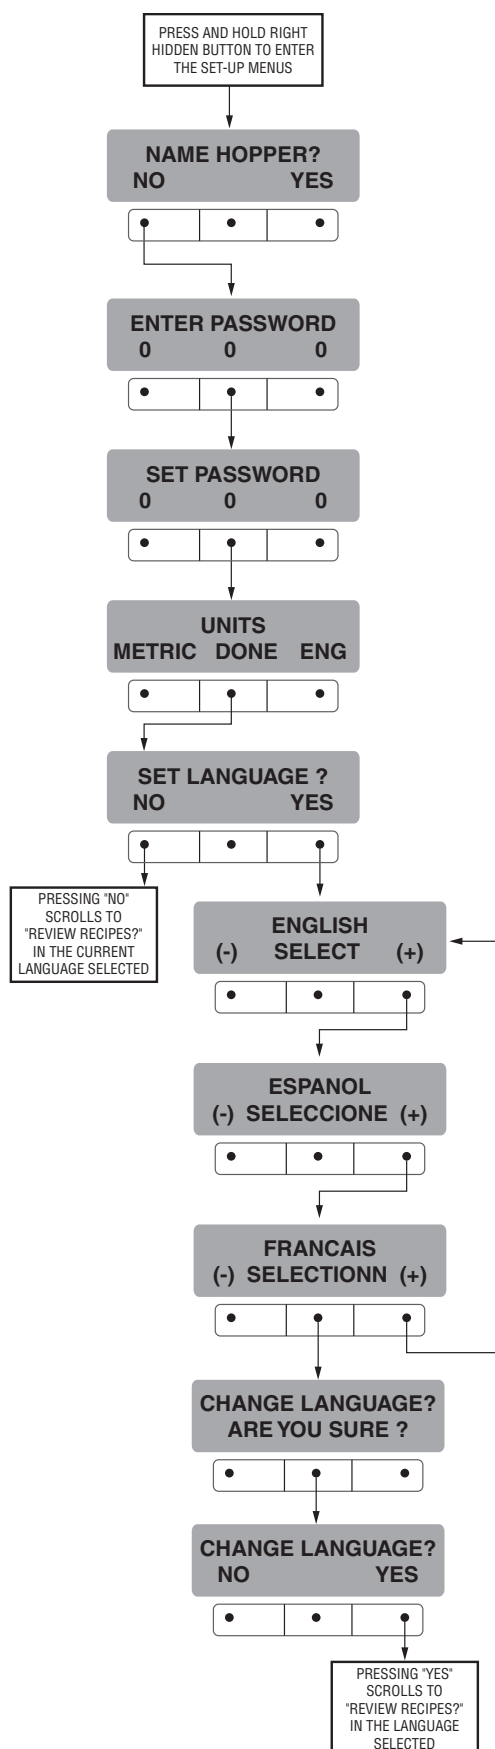 PRESS AND HOLD RIGHT
HIDDEN BUTTON TO ENTER
THE SET-UP MENUS
NAME HOPPER?
NO YES
ENTER PASSWORD
0 0 0
SET PASSWORD
0 0 0
UNITS
METRIC DONE ENG
SET LANGUAGE ?
NO YES
PRESSING "NO"
SCROLLS TO
"REVIEW RECIPES?"
IN THE CURRENT
LANGUAGE SELECTED
ENGLISH
(-) SELECT (+)
ESPANOL
(-) SELECCIONE (+)
FRANCAIS
(-) SELECTIONN (+)
CHANGE LANGUAGE?
ARE YOU SURE ?
CHANGE LANGUAGE?
NO YES
PRESSING "YES"
SCROLLS TO
"REVIEW RECIPES?"
IN THE LANGUAGE
SELECTED